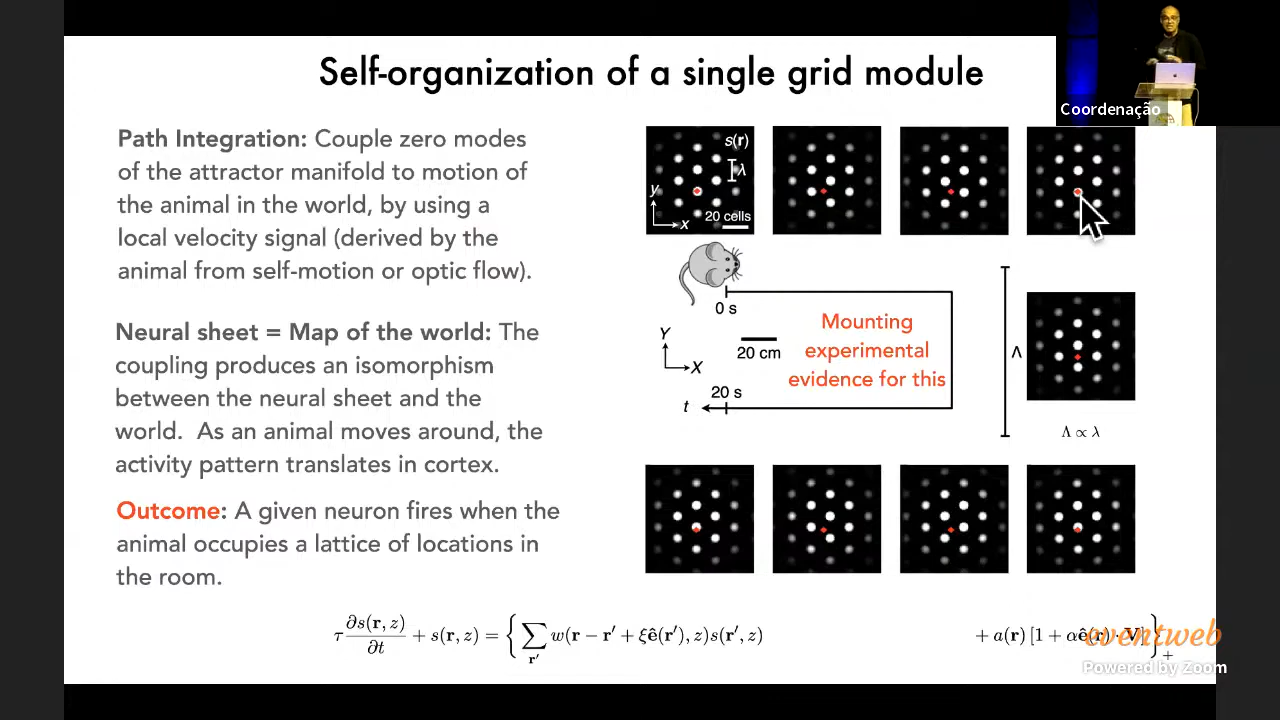 Self-organization of a single grid module
Coordenação
Path Integration: Couple zero modes
of the attractor manifold to motion of
the animal in the world, by using a
local velocity signal (derived by the
animal from self-motion or optic flow).
Neural sheet = Map of the world: The
coupling produces an isomorphism
between the neural sheet and the
world. As an animal moves around, the
activity pattern translates in cortex.
Outcome: A given neuron fires when the
animal occupies a lattice of locations in
the room.
s(r)
λ
y
x
20 cells
0 s
Y
X
20 cm
Mounting
experimental
evidence for this
20 s
t
Λ
Λ ∝ λ
τ ∂s(r, z)/∂t + s(r, z) = { ∑r′ w(r − r′ + ξê(r′), z)s(r′, z) + a(r) [1 + αê(r) · V] }+
eventweb
Powered by Zoom